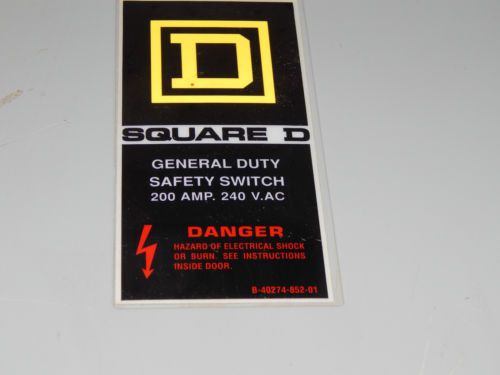 D
SQUARE D
GENERAL DUTY
SAFETY SWITCH
200 AMP. 240 V.AC
DANGER
HAZARD OF ELECTRICAL SHOCK
OR BURN. SEE INSTRUCTIONS
INSIDE DOOR.
B-40274-852-01